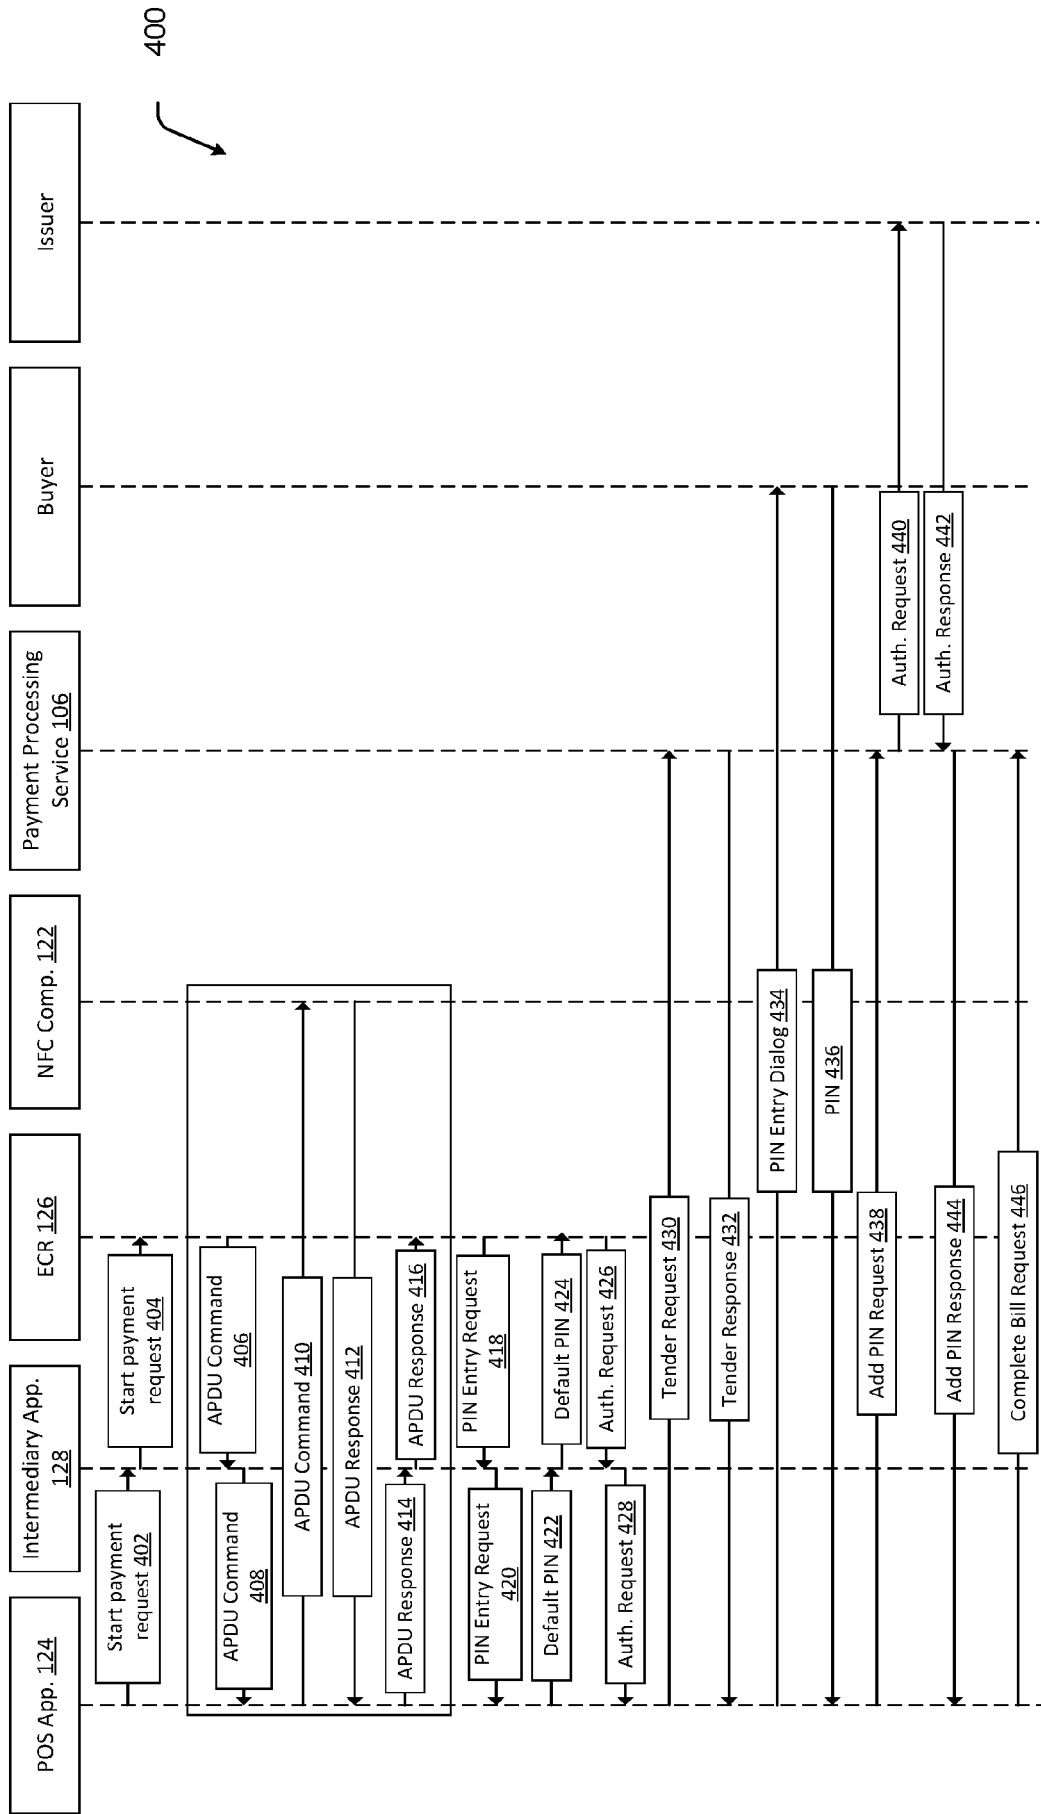 400
POS App. 124
Intermediary App.
128
ECR 126
NFC Comp. 122
Payment Processing
Service 106
Buyer
Issuer
Start payment
request 402
Start payment
request 404
APDU Command
406
APDU Command
408
APDU Command 410
APDU Response 412
APDU Response 414
APDU Response 416
PIN Entry Request
418
PIN Entry Request
420
Default PIN 422
Default PIN 424
Auth. Request 426
Auth. Request 428
Tender Request 430
Tender Response 432
PIN Entry Dialog 434
PIN 436
Add PIN Request 438
Auth. Request 440
Auth. Response 442
Add PIN Response 444
Complete Bill Request 446